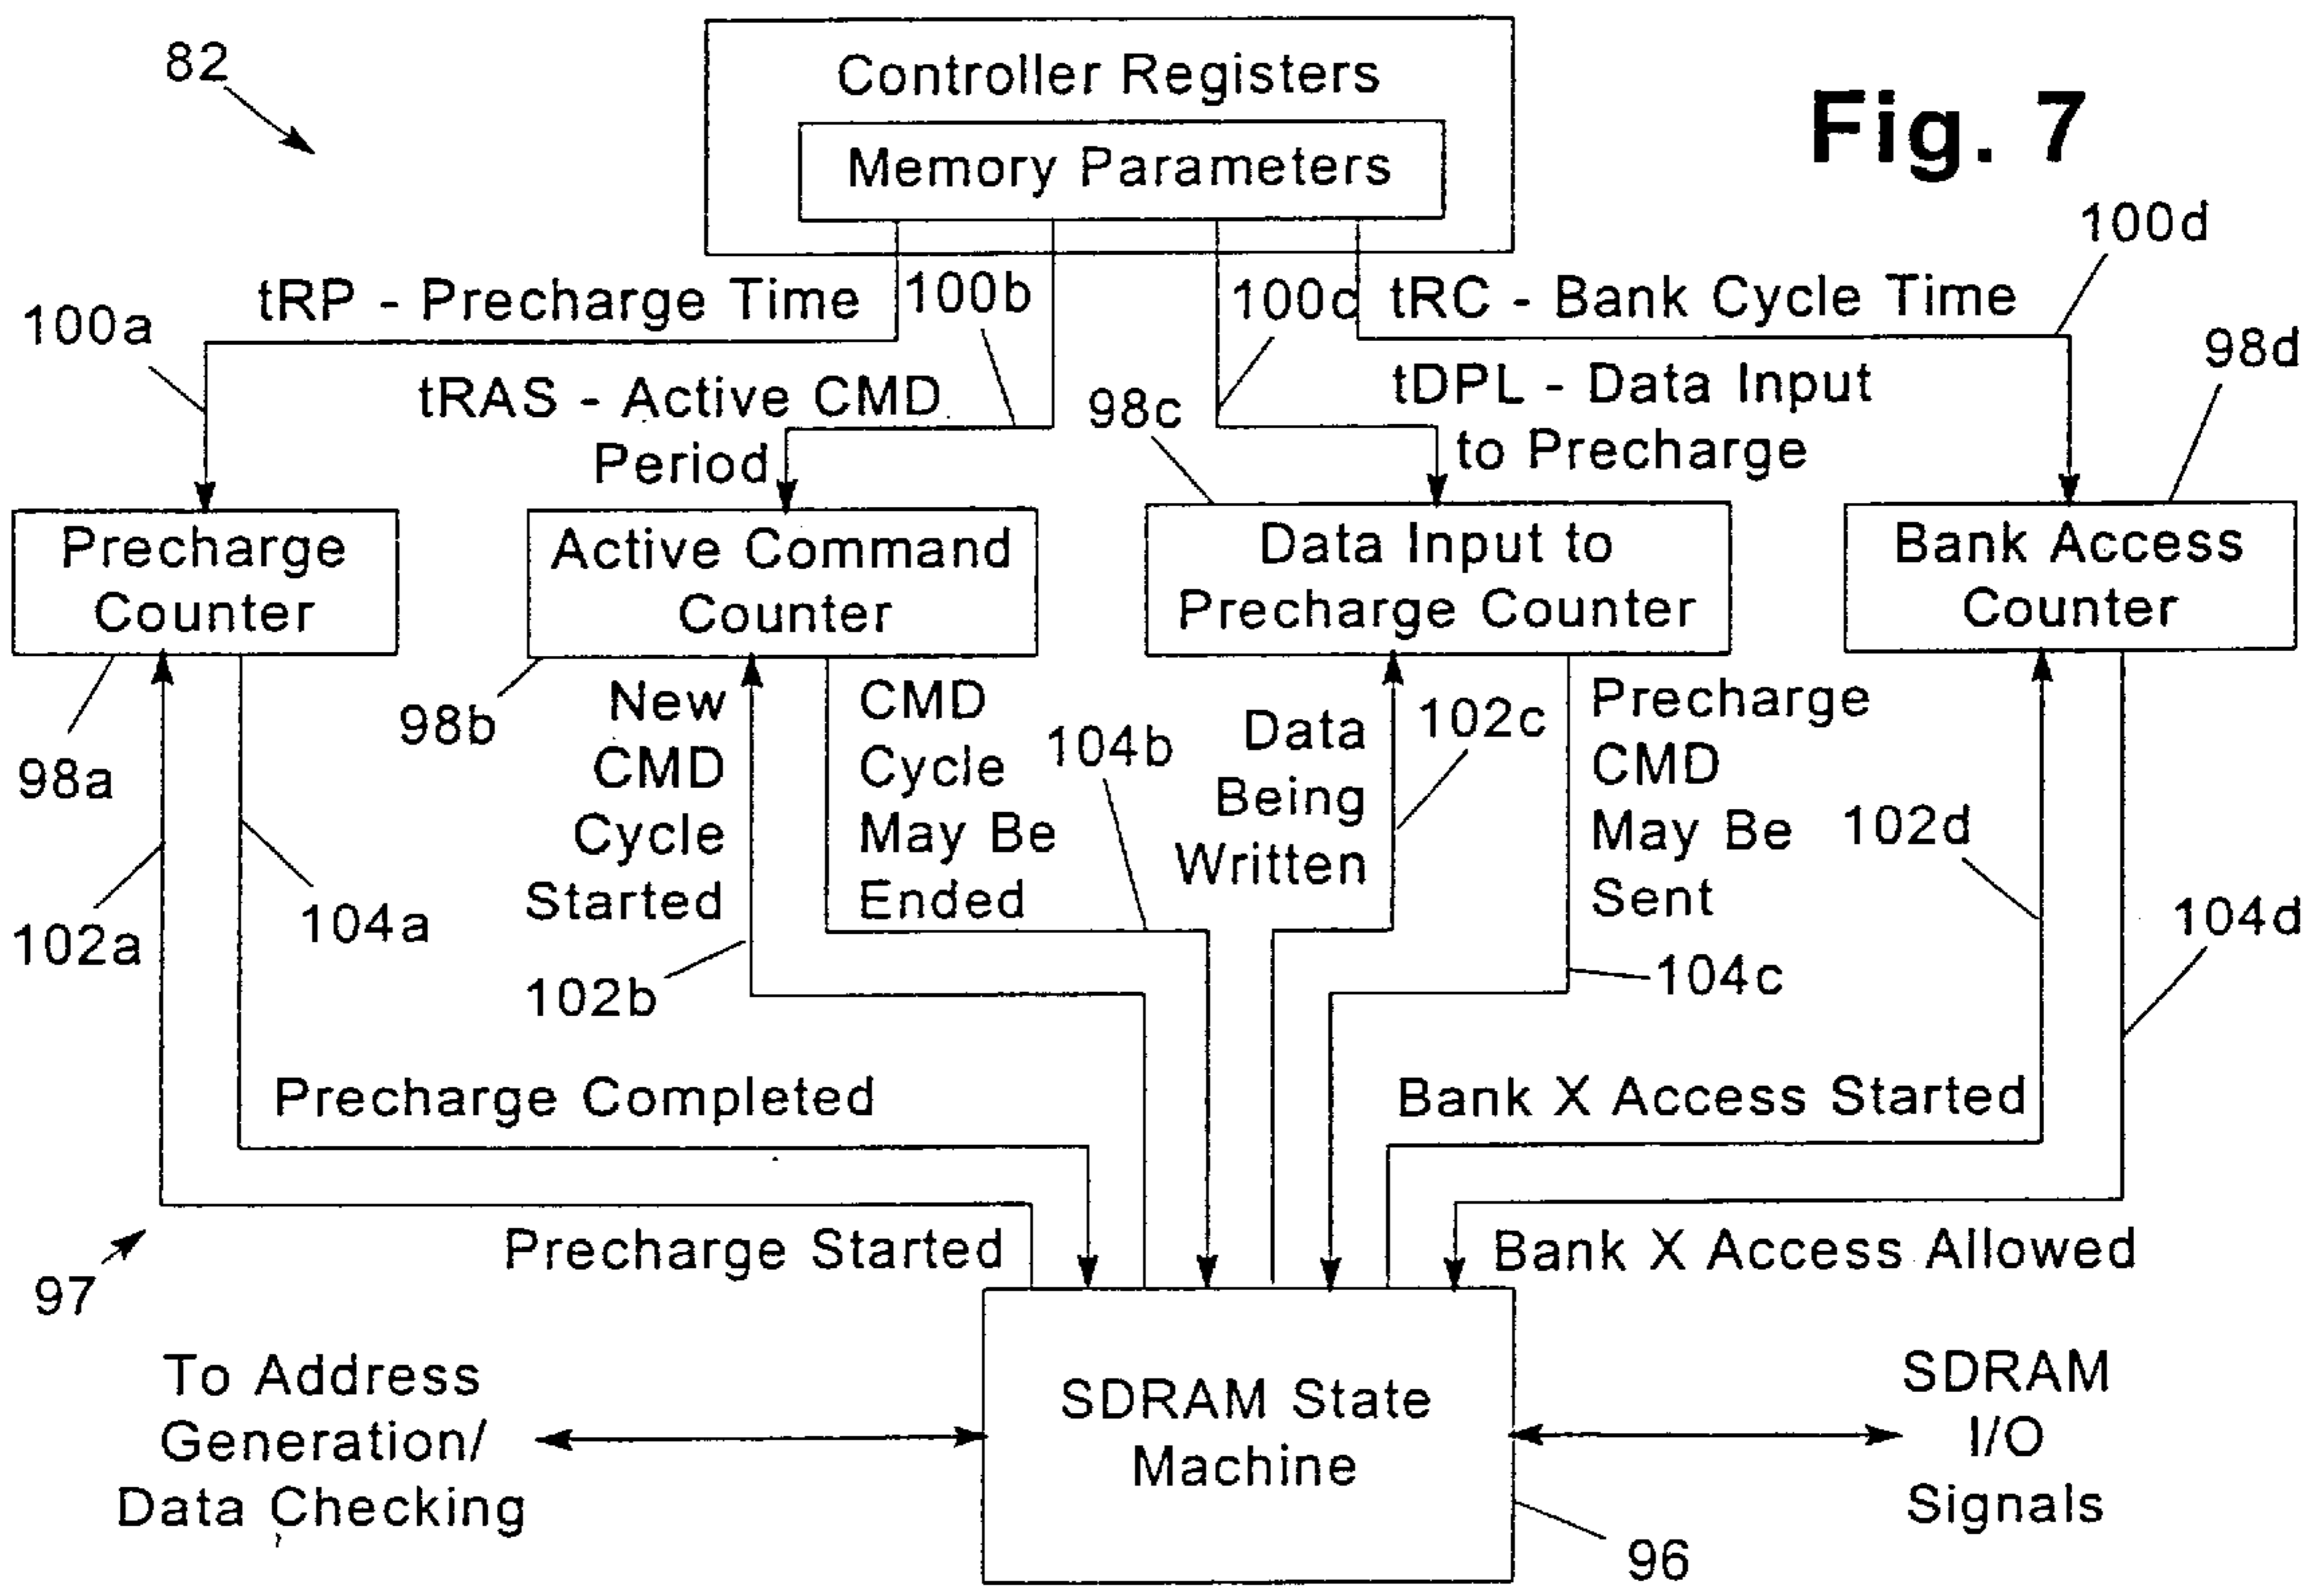 82
Controller Registers
Memory Parameters
Fig. 7
100a
tRP - Precharge Time
100b
100c
tRC - Bank Cycle Time
100d
tRAS - Active CMD
Period
98c
tDPL - Data Input
to Precharge
98d
Precharge
Counter
Active Command
Counter
Data Input to
Precharge Counter
Bank Access
Counter
98a
98b
New
CMD
Cycle
Started
CMD
Cycle
May Be
Ended
104b
Data
Being
Written
102c
Precharge
CMD
May Be
Sent
102d
102a
104a
102b
104c
104d
Precharge Completed
Bank X Access Started
Precharge Started
Bank X Access Allowed
97
To Address
Generation/
Data Checking
SDRAM State
Machine
SDRAM
I/O
Signals
96